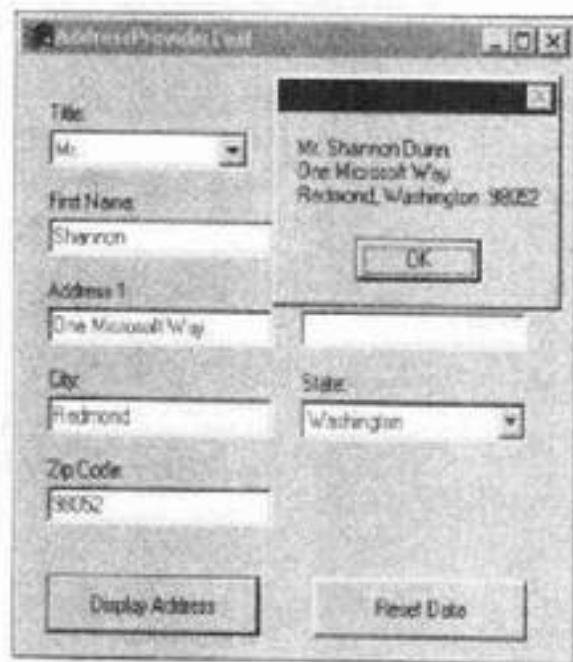 AddressProviderTest
Title:
Mr.
First Name:
Shannon
Address 1:
One Microsoft Way
City:
Redmond
State:
Washington
Zip Code:
98052
Display Address
Reset Data
Mr. Shannon Dunn
One Microsoft Way
Redmond, Washington 98052
OK